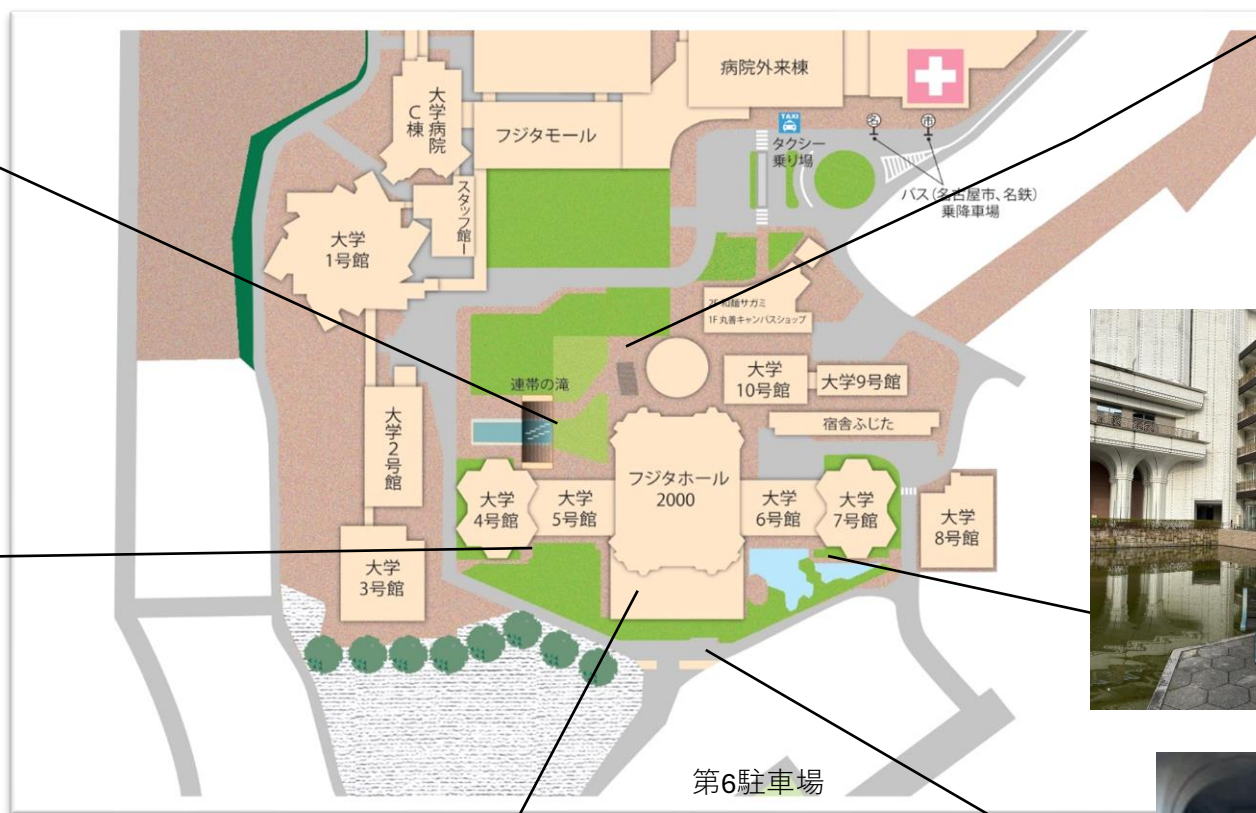 病院外来棟
大学病院
C棟
フジタモール
TAXI
タクシー
乗り場
名
市
バス(名古屋市、名鉄)
乗降車場
スタッフ館Ⅰ
大学
1号館
2F 和麺サガミ
1F 丸善キャンパスショップ
連帯の滝
大学
10号館
大学9号館
宿舎ふじた
大学2号館
フジタホール
2000
大学
4号館
大学
5号館
大学
6号館
大学
7号館
大学
8号館
大学
3号館
第6駐車場